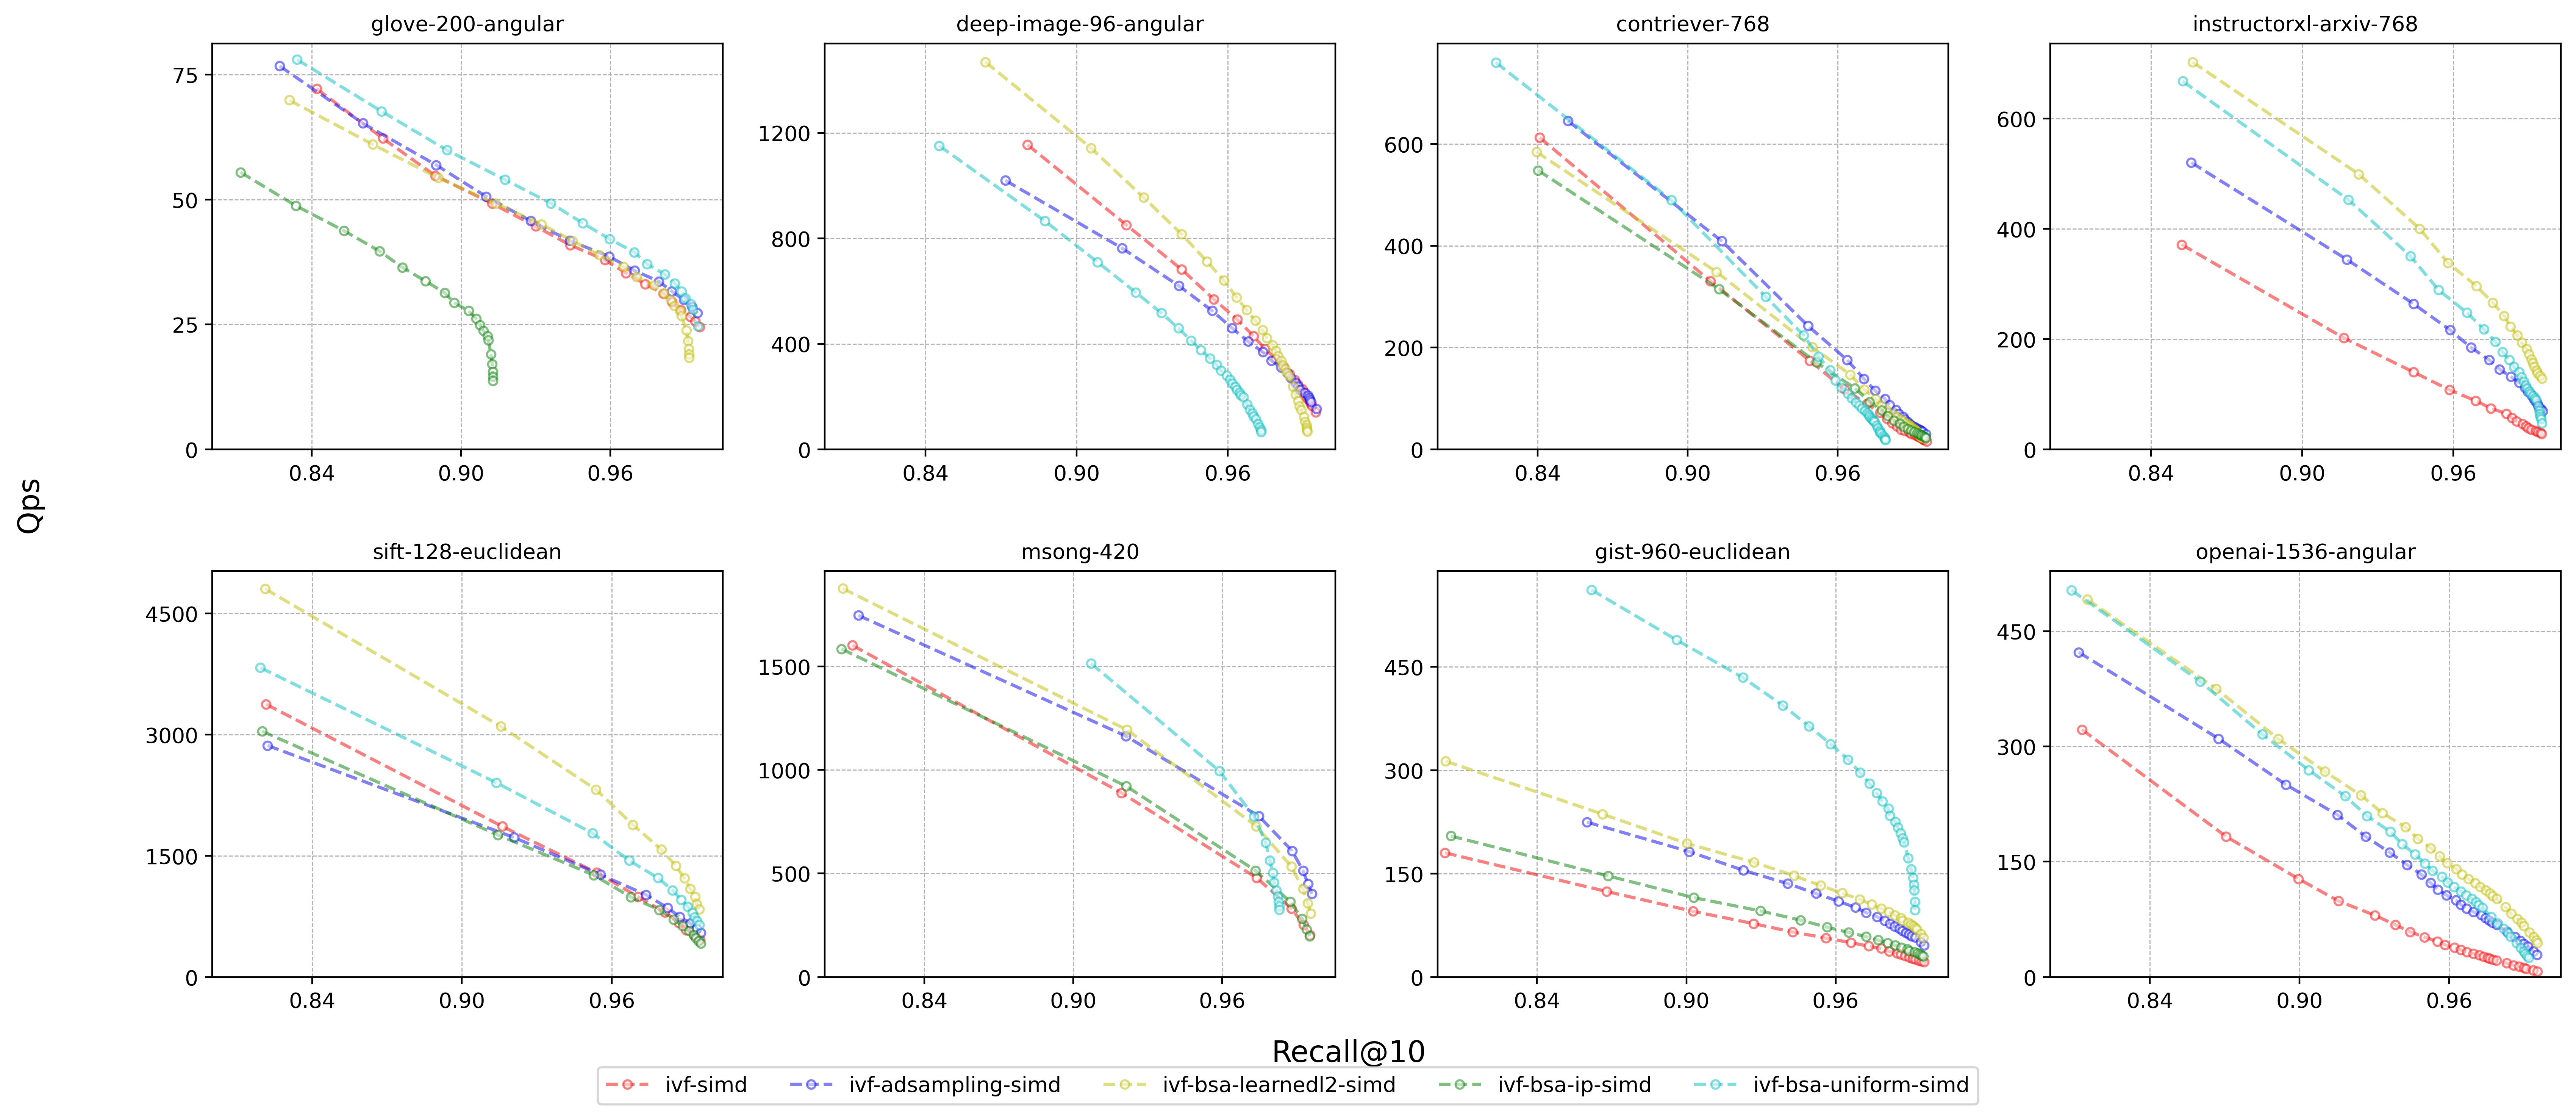 glove-200-angular
deep-image-96-angular
contriever-768
instructorxl-arxiv-768
75
50
25
0
0.84 0.90 0.96
1200
800
400
0
0.84 0.90 0.96
600
400
200
0
0.84 0.90 0.96
600
400
200
0
0.84 0.90 0.96
Qps
sift-128-euclidean
msong-420
gist-960-euclidean
openai-1536-angular
4500
3000
1500
0
0.84 0.90 0.96
1500
1000
500
0
0.84 0.90 0.96
450
300
150
0
0.84 0.90 0.96
450
300
150
0
0.84 0.90 0.96
Recall@10
ivf-simd ivf-adsampling-simd ivf-bsa-learnedl2-simd ivf-bsa-ip-simd ivf-bsa-uniform-simd